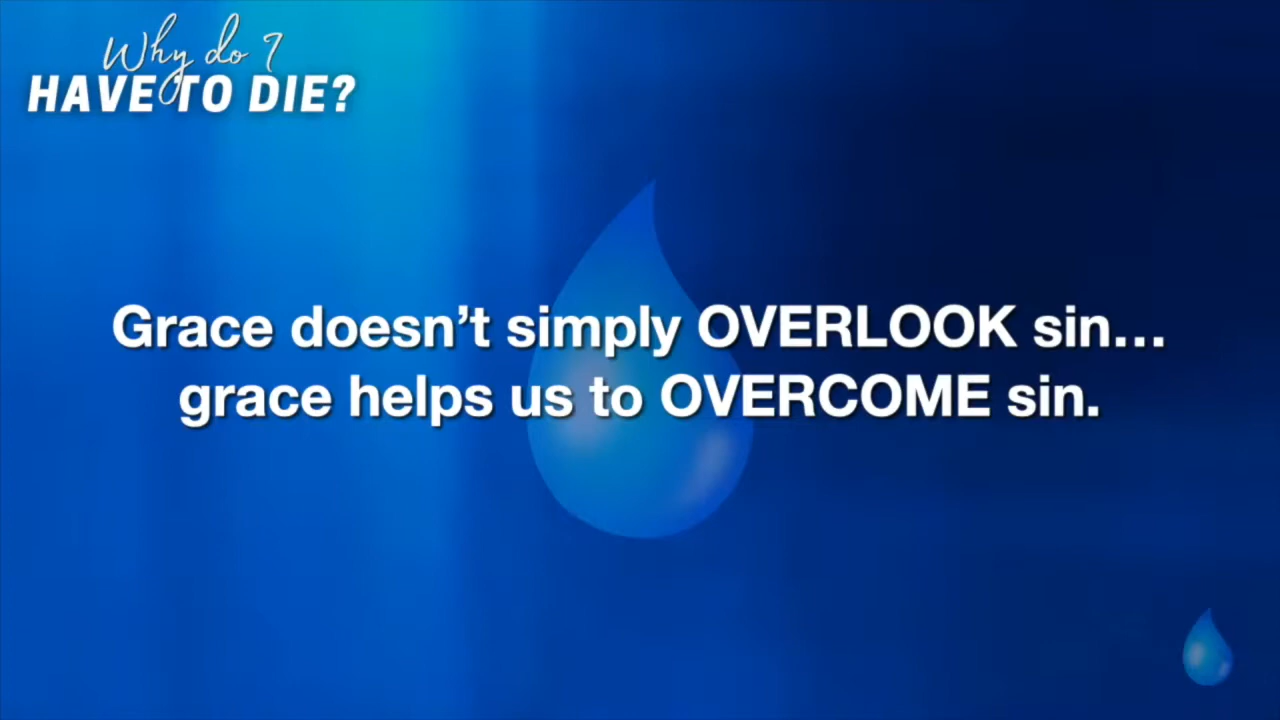 Why do I
HAVE TO DIE?
Grace doesn’t simply OVERLOOK sin...
grace helps us to OVERCOME sin.